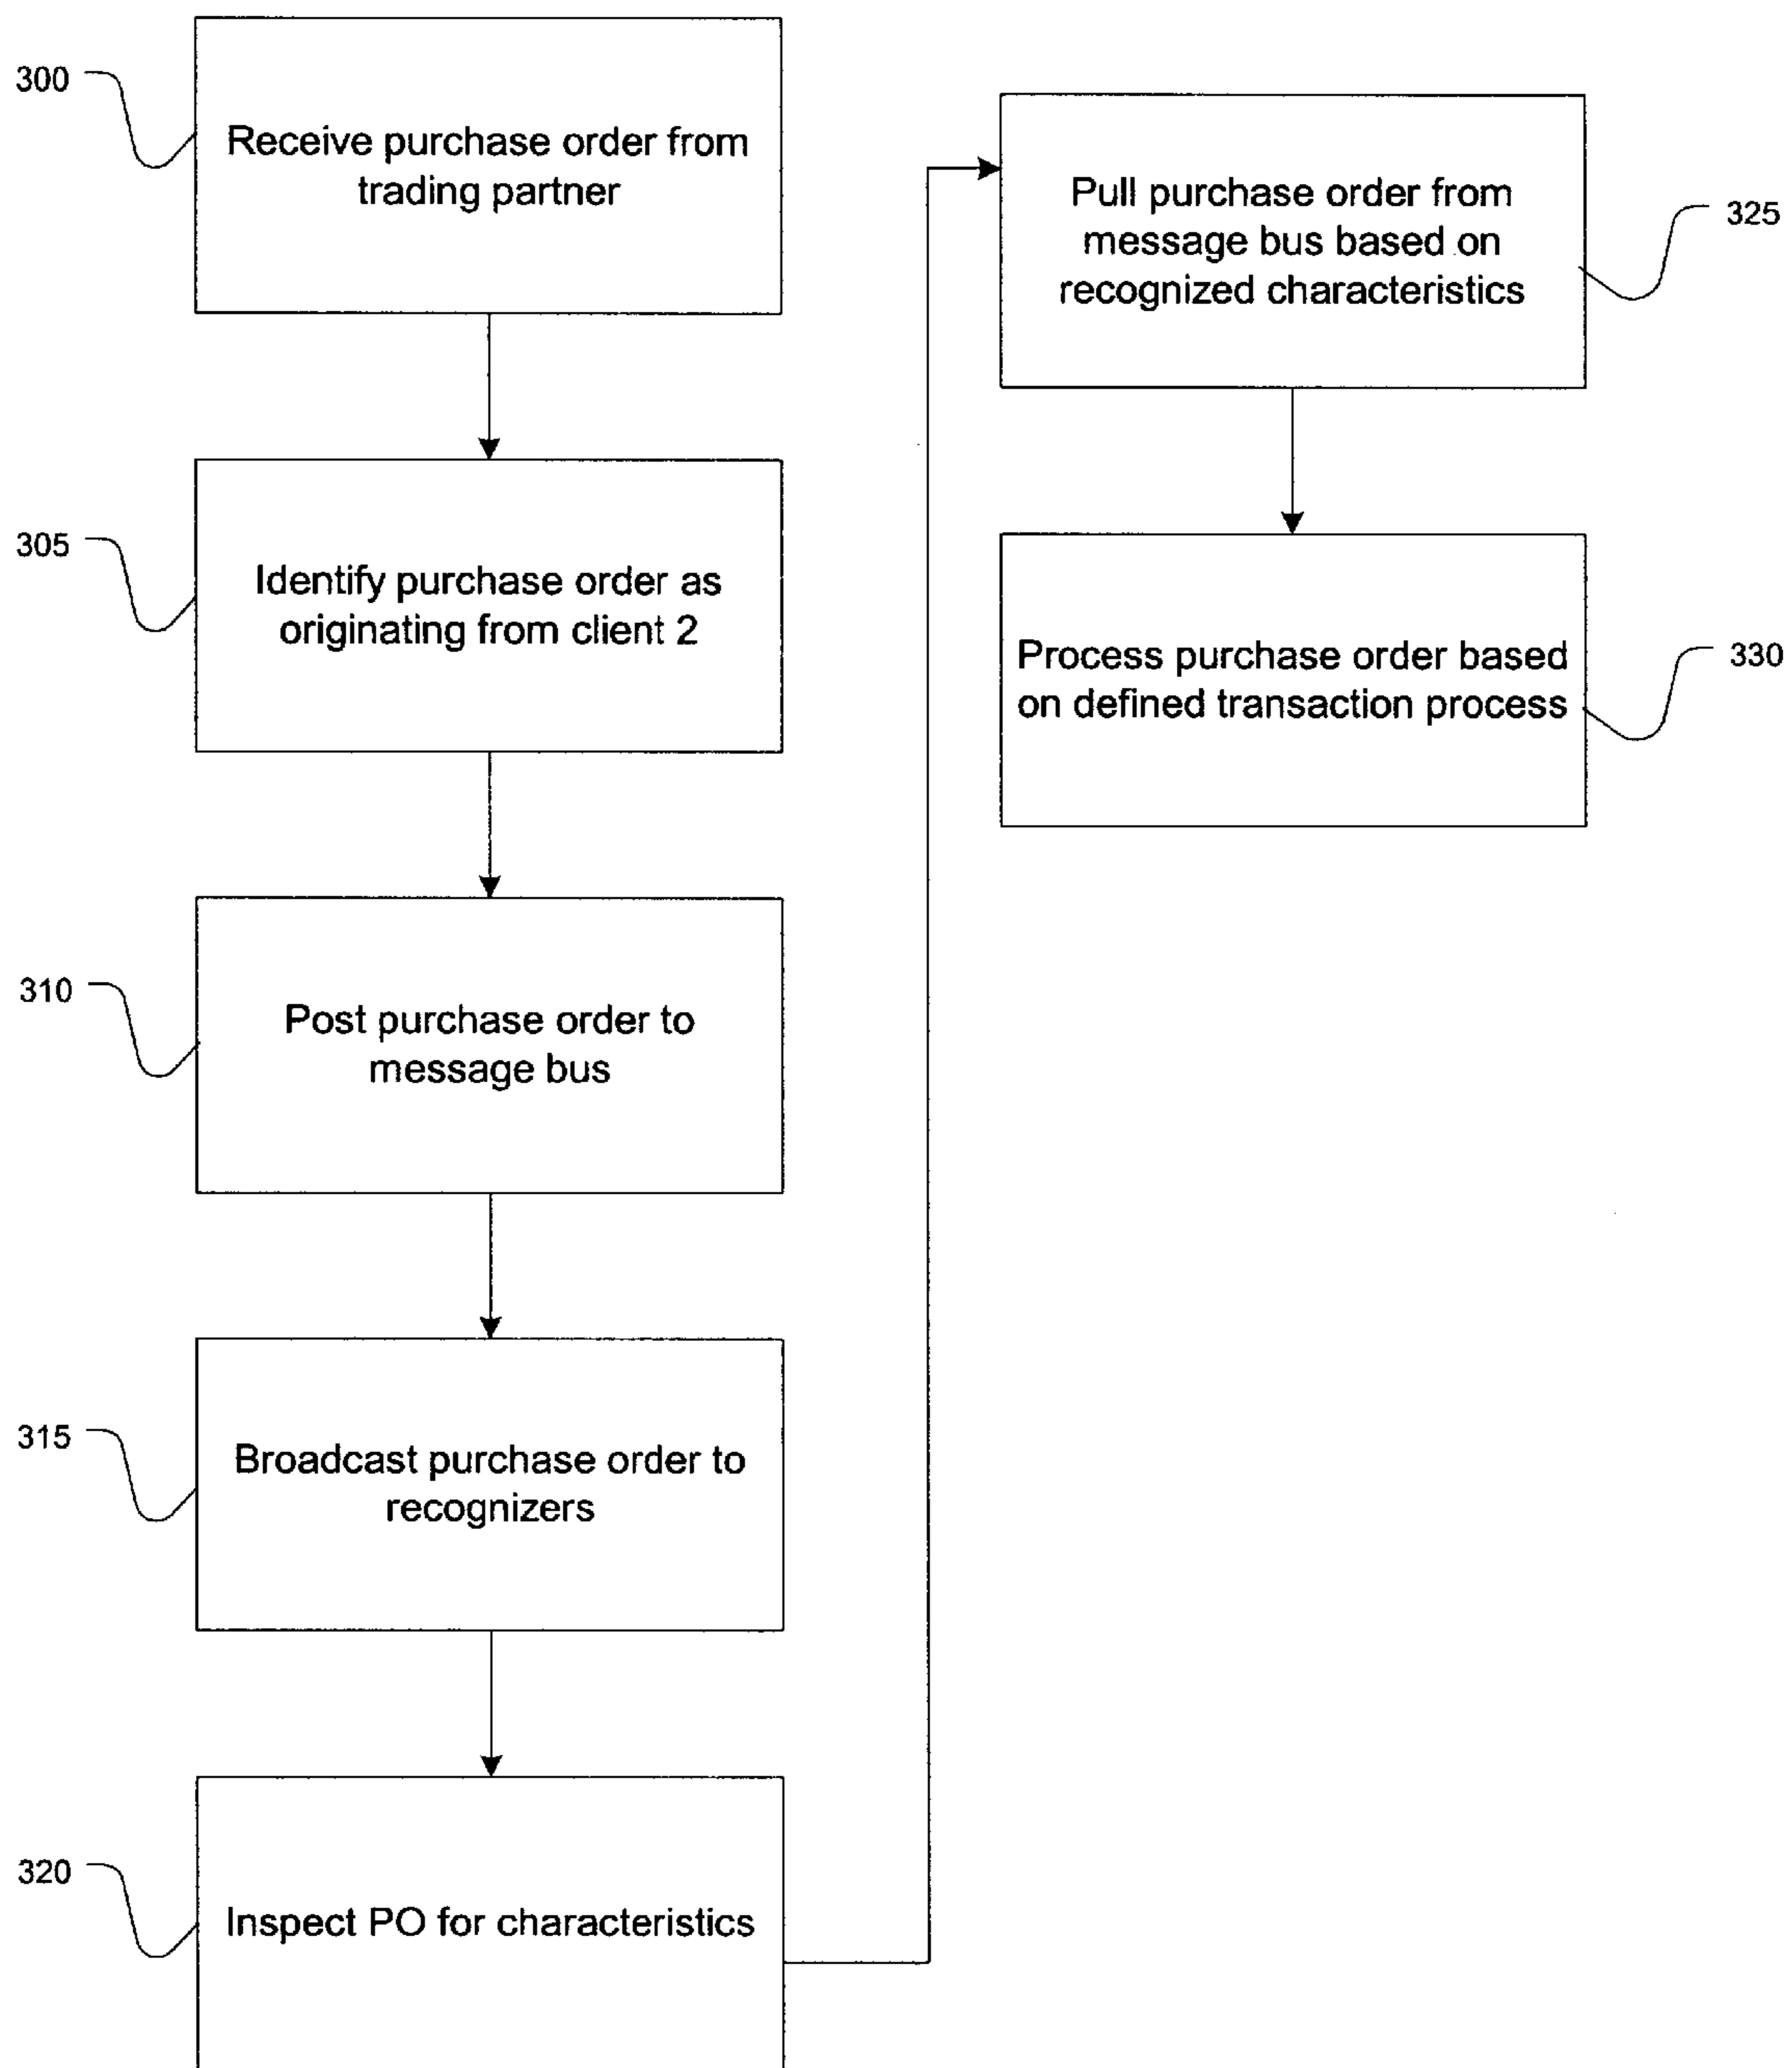 300
Receive purchase order from
trading partner
305
Identify purchase order as
originating from client 2
310
Post purchase order to
message bus
315
Broadcast purchase order to
recognizers
320
Inspect PO for characteristics
Pull purchase order from
message bus based on
recognized characteristics
325
Process purchase order based
on defined transaction process
330